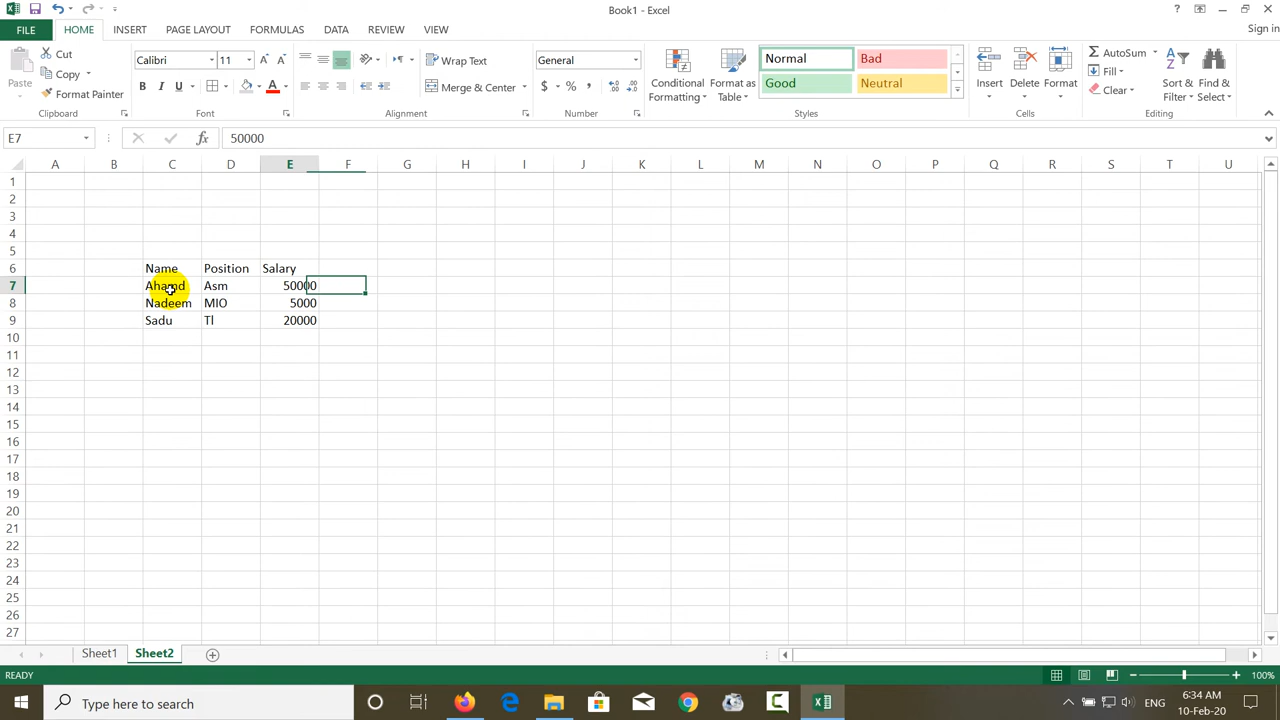 Book1 - Excel
Sign in
FILE HOME INSERT PAGE LAYOUT FORMULAS DATA REVIEW VIEW
Paste
Cut
Copy
Format Painter
Clipboard
Calibri 11
B I U
Font
Wrap Text
Merge & Center
Alignment
General
$ %
Number
Conditional Formatting
Format as Table
Normal Bad
Good Neutral
Styles
Insert Delete Format
Cells
AutoSum
Fill
Clear
Sort & Filter
Find & Select
Editing
E7 fx 50000
A B C D E F G H I J K L M N O P Q R S T U
1
2
3
4
5
6 Name Position Salary
7 Ahamd Asm 50000
8 Nadeem MIO 5000
9 Sadu Tl 20000
10
11
12
13
14
15
16
17
18
19
20
21
22
23
24
25
26
27
Sheet1 Sheet2
READY 100%
Type here to search
ENG
6:34 AM
10-Feb-20